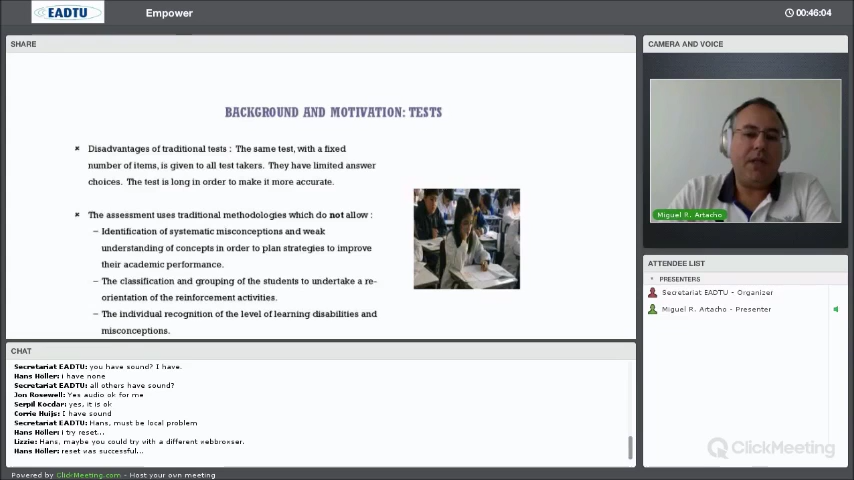 EADTU
Empower
00:46:04
SHARE
BACKGROUND AND MOTIVATION: TESTS
Disadvantages of traditional tests : The same test, with a fixed
number of items, is given to all test takers. They have limited answer
choices. The test is long in order to make it more accurate.
The assessment uses traditional methodologies which do not allow :
– Identification of systematic misconceptions and weak
understanding of concepts in order to plan strategies to improve
their academic performance.
– The classification and grouping of the students to undertake a re-
orientation of the reinforcement activities.
– The individual recognition of the level of learning disabilities and
misconceptions.
CHAT
Secretariat EADTU: you have sound? I have.
Hans Höller: i have none
Secretariat EADTU: all others have sound?
Jon Rosewell: Yes audio ok for me
Serpil Kocdar: yes, it is ok
Corrie Huijs: I have sound
Secretariat EADTU: Hans, must be local problem
Hans Höller: i try reset...
Lizzie: Hans, maybe you could try with a different webbrowser.
Hans Höller: reset was successful...
CAMERA AND VOICE
Miguel R. Artacho
ATTENDEE LIST
PRESENTERS
Secretariat EADTU - Organizer
Miguel R. Artacho - Presenter
ClickMeeting
Powered by ClickMeeting.com - Host your own meeting